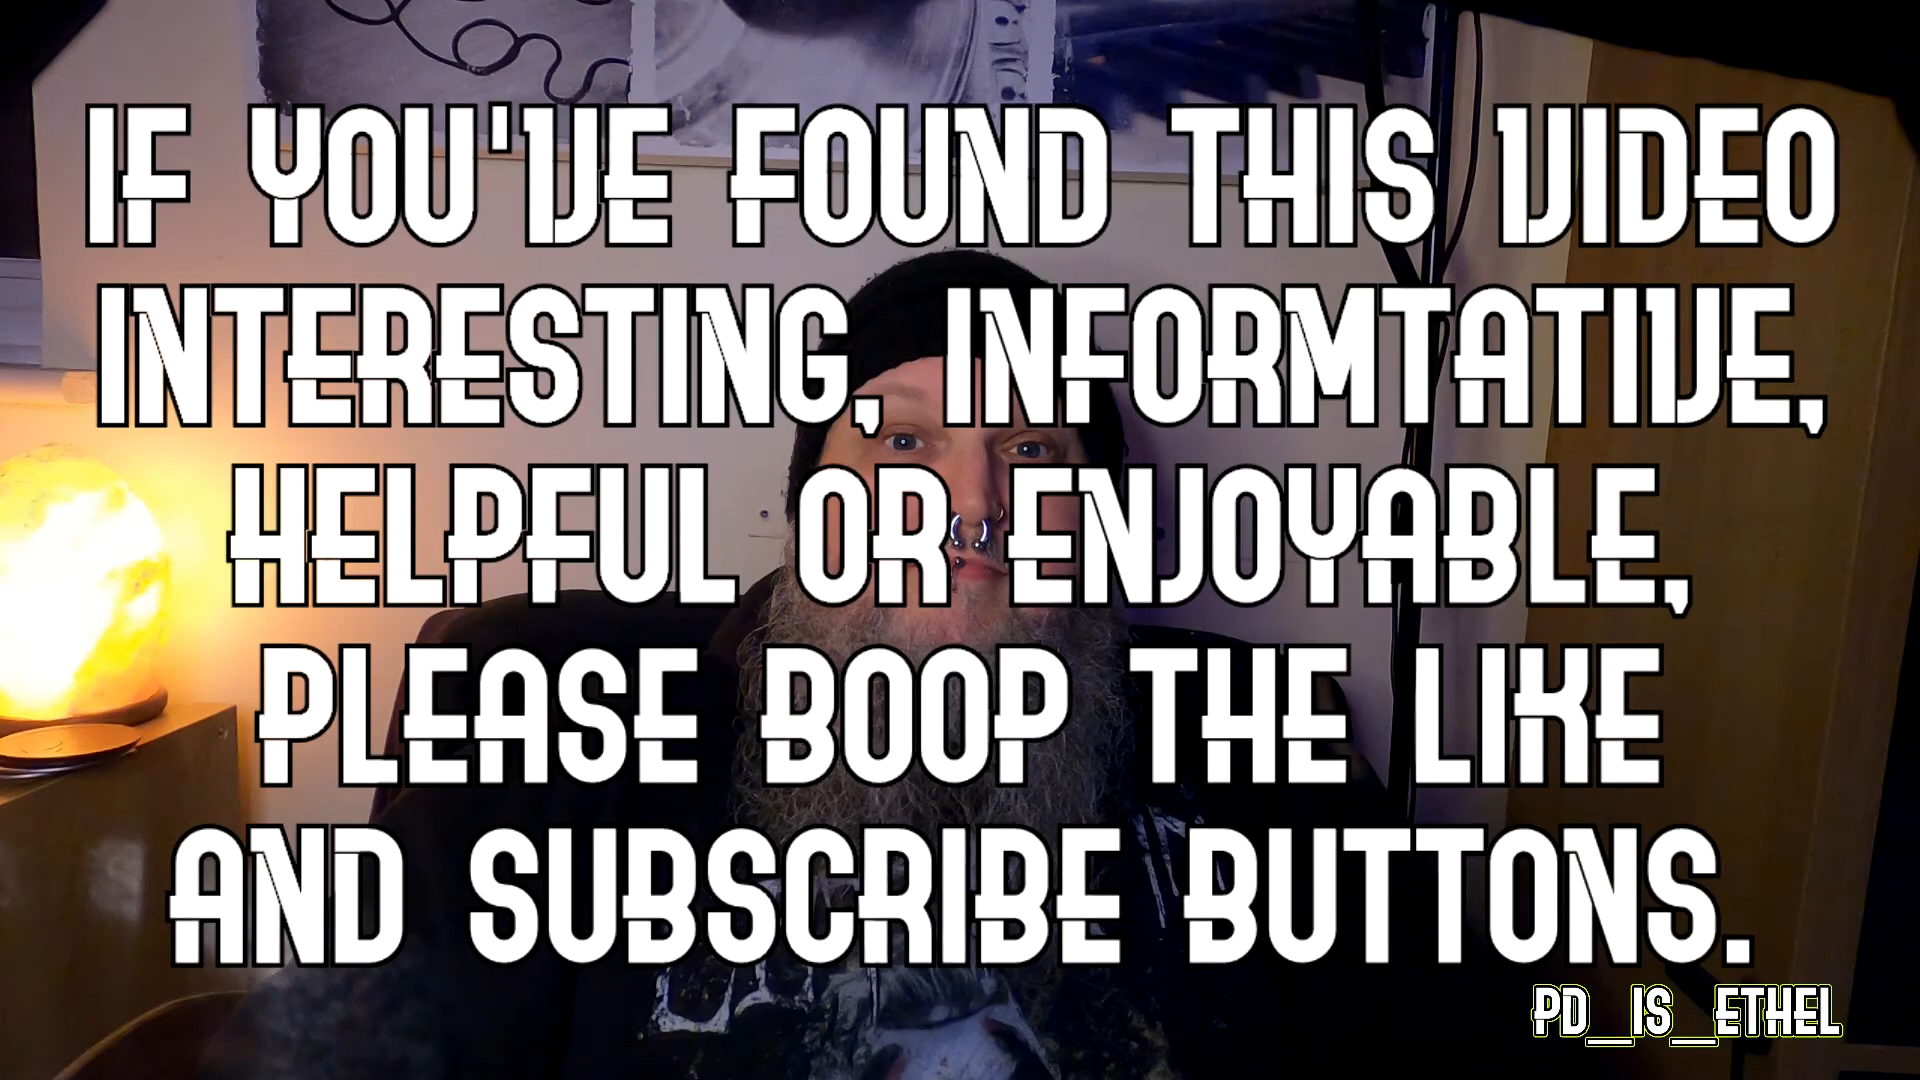 IF YOU'VE FOUND THIS VIDEO
INTERESTING, INFORMTATIVE,
HELPFUL OR ENJOYABLE,
PLEASE BOOP THE LIKE
AND SUBSCRIBE BUTTONS.
PD_IS_ETHEL